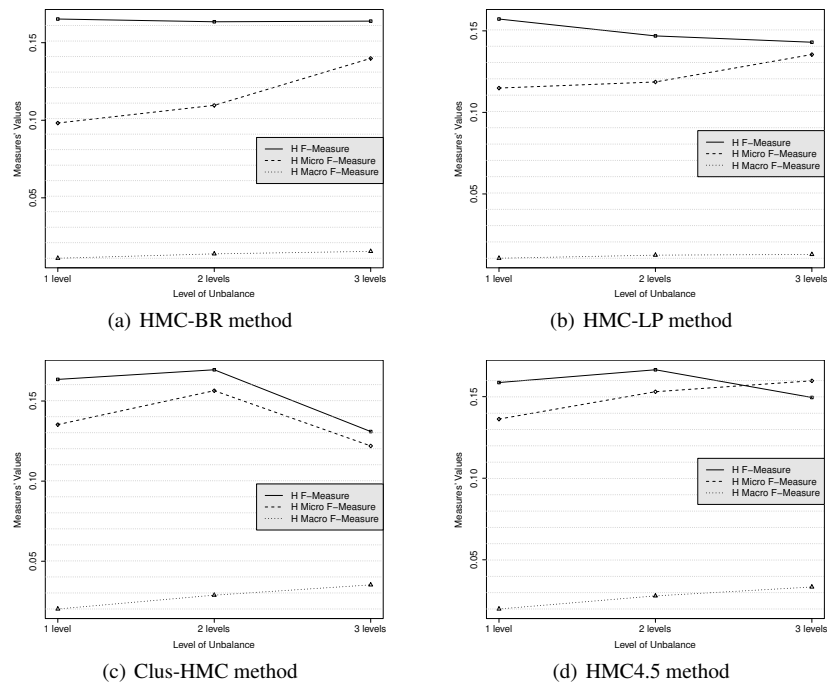 0.15
0.10
0.05
Measures' Values
H F−Measure
H Micro F−Measure
H Macro F−Measure
1 level
2 levels
3 levels
Level of Unbalance
(a) HMC-BR method
0.15
0.10
0.05
Measures' Values
H F−Measure
H Micro F−Measure
H Macro F−Measure
1 level
2 levels
3 levels
Level of Unbalance
(b) HMC-LP method
0.15
0.10
0.05
Measures' Values
H F−Measure
H Micro F−Measure
H Macro F−Measure
1 level
2 levels
3 levels
Level of Unbalance
(c) Clus-HMC method
0.15
0.10
0.05
Measures' Values
H F−Measure
H Micro F−Measure
H Macro F−Measure
1 level
2 levels
3 levels
Level of Unbalance
(d) HMC4.5 method